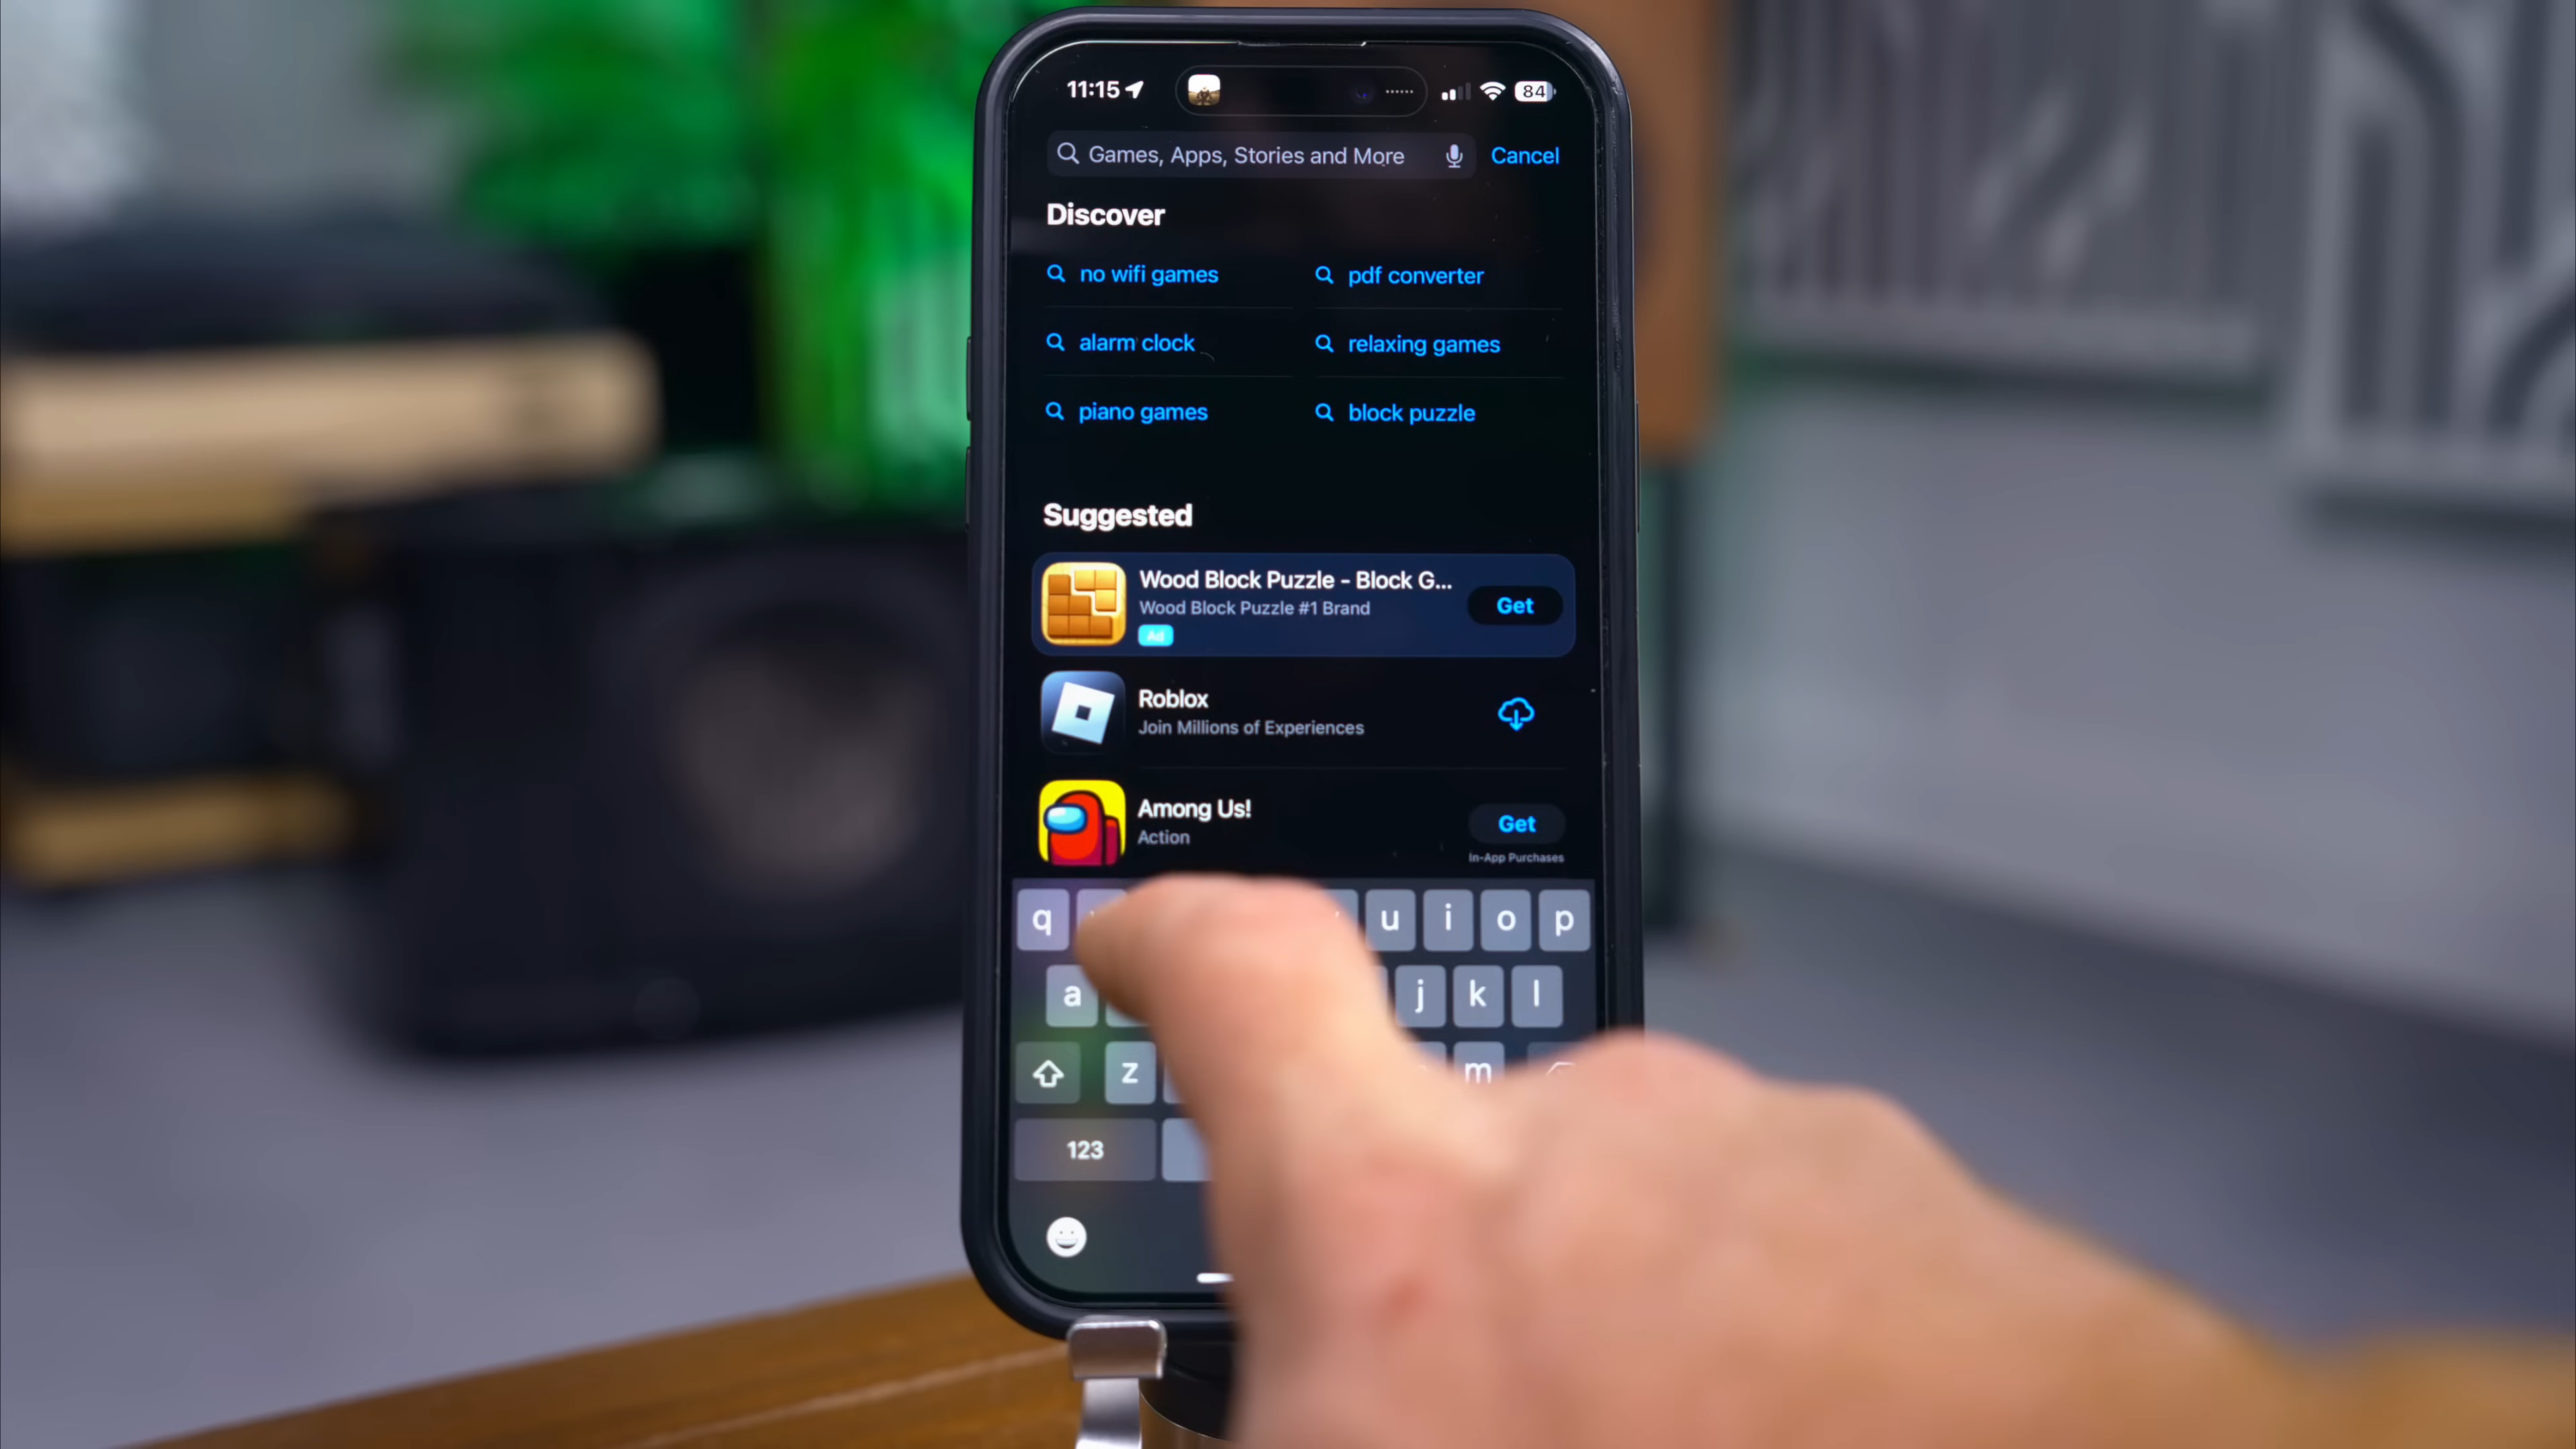 11:15
84
Games, Apps, Stories and More
Cancel
Discover
no wifi games
pdf converter
alarm clock
relaxing games
piano games
block puzzle
Suggested
Wood Block Puzzle - Block G...
Wood Block Puzzle #1 Brand
Get
Ad
Roblox
Join Millions of Experiences
Among Us!
Action
Get
In-App Purchases
q u i o p
a j k l
z m
123